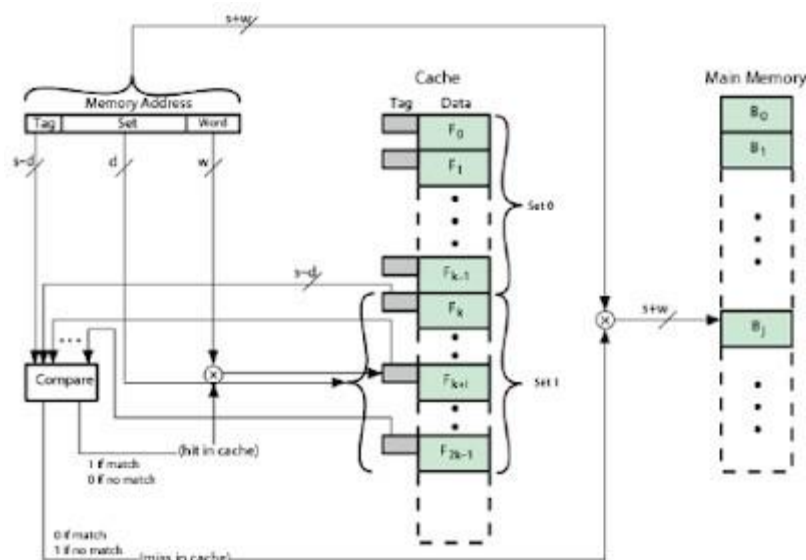 s+w
Cache
Main Memory
Memory Address
Tag Data
Tag Set Word
B0
F0
B1
s-d
d
w
F1
Set 0
s-d
Fk-1
Fk
s+w
Bj
...
Compare
Fk+i
Set 1
(hit in cache)
F2k-1
1 if match
0 if no match
0 if match
1 if no match
(miss in cache)